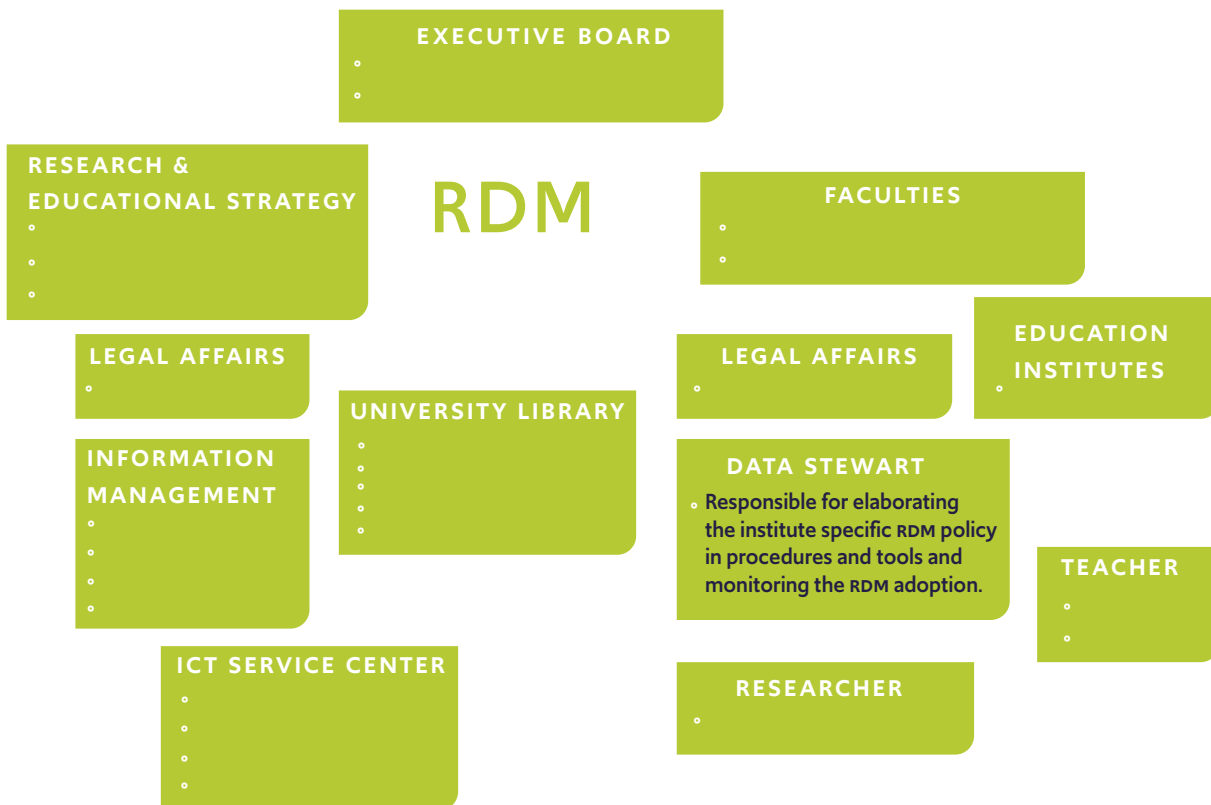 EXECUTIVE BOARD
RESEARCH &
EDUCATIONAL STRATEGY
RDM
FACULTIES
LEGAL AFFAIRS
UNIVERSITY LIBRARY
LEGAL AFFAIRS
EDUCATION
INSTITUTES
INFORMATION
MANAGEMENT
DATA STEWART
Responsible for elaborating
the institute specific RDM policy
in procedures and tools and
monitoring the RDM adoption.
TEACHER
ICT SERVICE CENTER
RESEARCHER